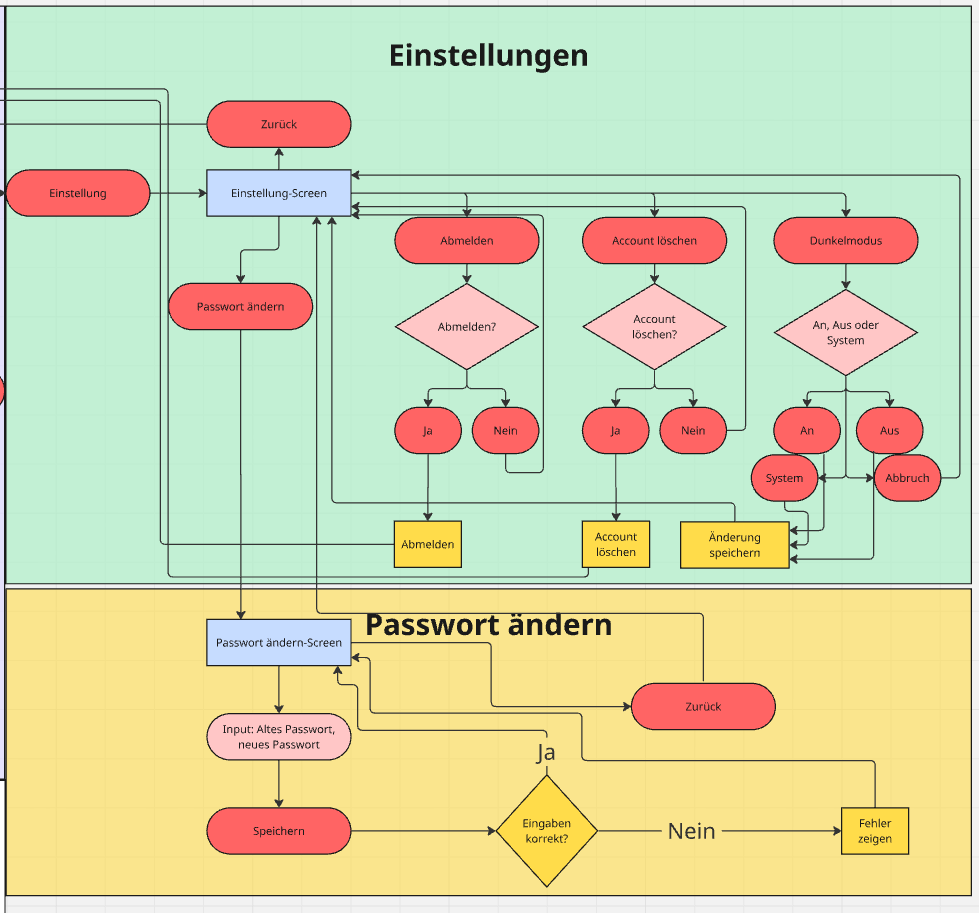 Einstellungen
Zurück
Einstellung
Einstellung-Screen
Abmelden
Account löschen
Dunkelmodus
Passwort ändern
Abmelden?
Account
löschen?
An, Aus oder
System
Ja
Nein
Ja
Nein
An
Aus
System
Abbruch
Abmelden
Account
löschen
Änderung
speichern
Passwort ändern
Passwort ändern-Screen
Zurück
Input: Altes Passwort,
neues Passwort
Ja
Speichern
Eingaben
korrekt?
Nein
Fehler
zeigen